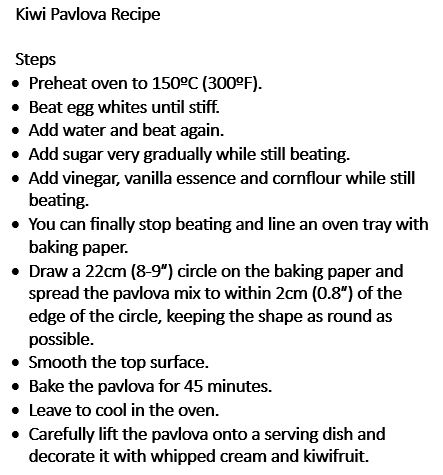 Kiwi Pavlova Recipe
Steps
• Preheat oven to 150ºC (300ºF).
• Beat egg whites until stiff.
• Add water and beat again.
• Add sugar very gradually while still beating.
• Add vinegar, vanilla essence and cornflour while still
beating.
• You can finally stop beating and line an oven tray with
baking paper.
• Draw a 22cm (8-9”) circle on the baking paper and
spread the pavlova mix to within 2cm (0.8”) of the
edge of the circle, keeping the shape as round as
possible.
• Smooth the top surface.
• Bake the pavlova for 45 minutes.
• Leave to cool in the oven.
• Carefully lift the pavlova onto a serving dish and
decorate it with whipped cream and kiwifruit.